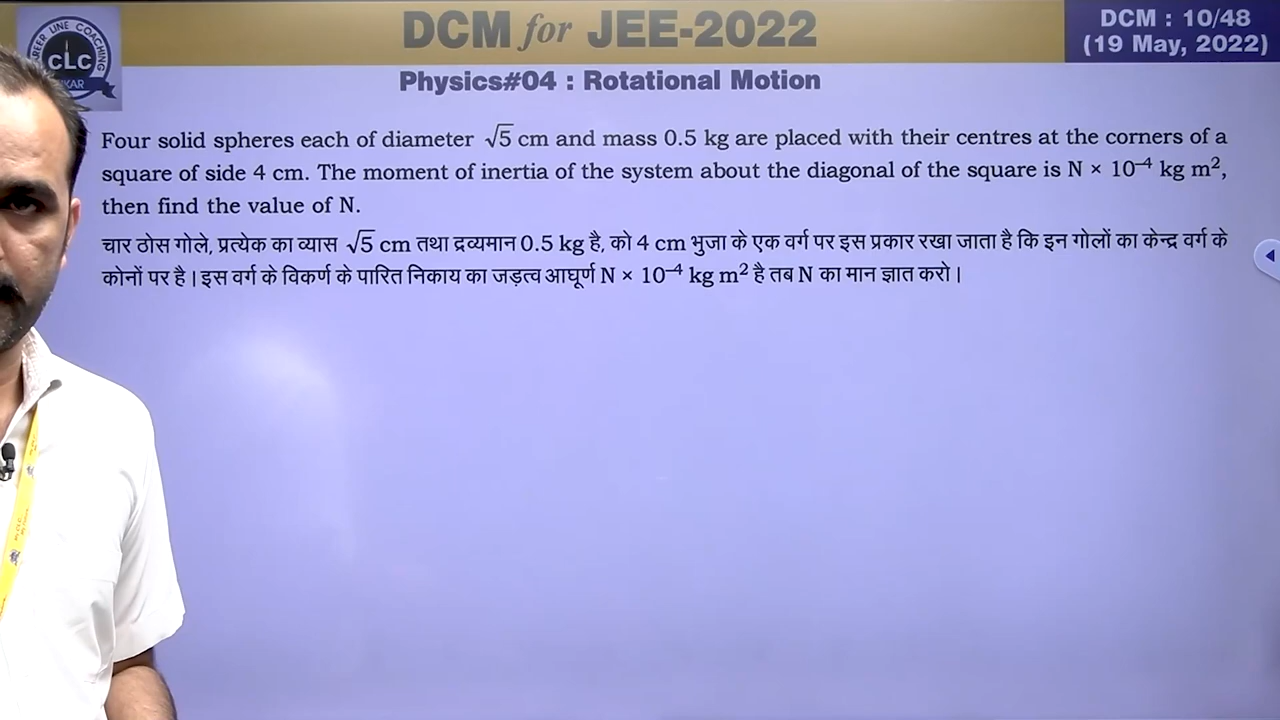 DCM for JEE-2022
DCM : 10/48
(19 May, 2022)
CAREER LINE COACHING
CLC
SIKAR
Physics#04 : Rotational Motion
Four solid spheres each of diameter √5 cm and mass 0.5 kg are placed with their centres at the corners of a
square of side 4 cm. The moment of inertia of the system about the diagonal of the square is N × 10⁻⁴ kg m²,
then find the value of N.
चार ठोस गोले, प्रत्येक का व्यास √5 cm तथा द्रव्यमान 0.5 kg है, को 4 cm भुजा के एक वर्ग पर इस प्रकार रखा जाता है कि इन गोलों का केन्द्र वर्ग के
कोनों पर है। इस वर्ग के विकर्ण के पारित निकाय का जड़त्व आघूर्ण N × 10⁻⁴ kg m² है तब N का मान ज्ञात करो।